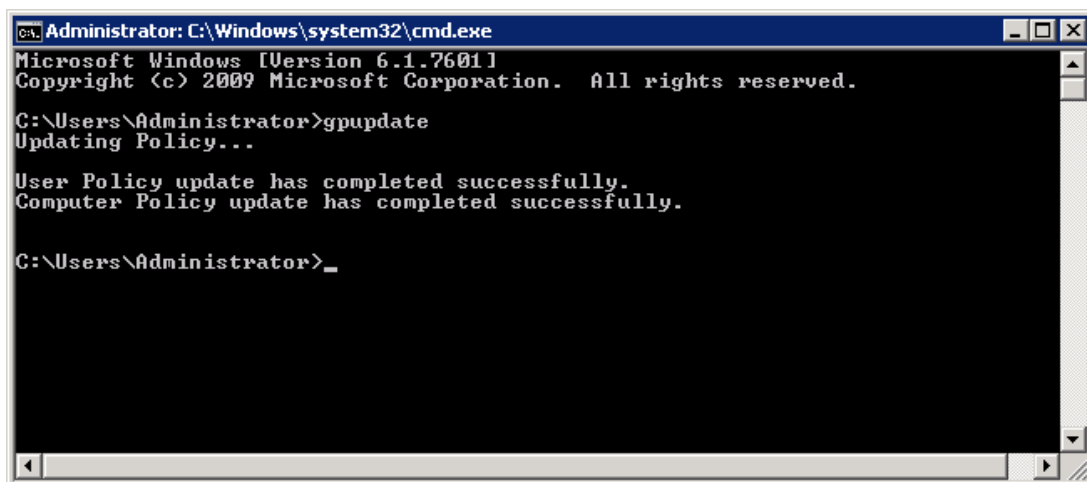 Administrator: C:\Windows\system32\cmd.exe
Microsoft Windows [Version 6.1.7601]
Copyright (c) 2009 Microsoft Corporation.  All rights reserved.
C:\Users\Administrator>gpupdate
Updating Policy...
User Policy update has completed successfully.
Computer Policy update has completed successfully.
C:\Users\Administrator>_